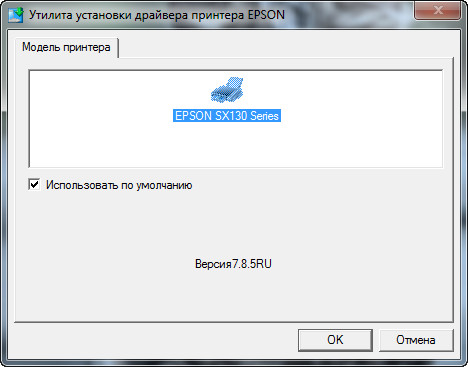 Утилита установки драйвера принтера EPSON
Модель принтера
EPSON SX130 Series
Использовать по умолчанию
Версия7.8.5RU
OK
Отмена